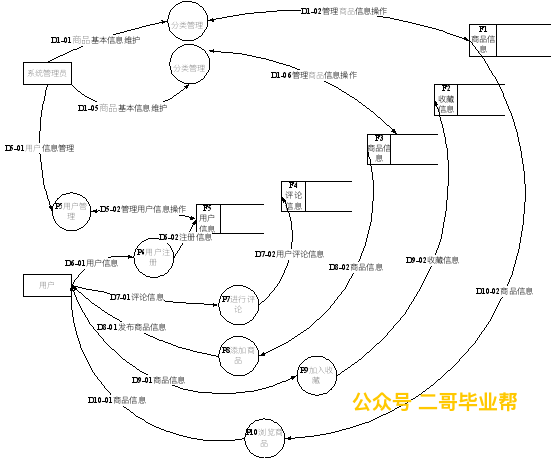 D1-02管理商品信息操作
分类管理
F1
商品信
息
D1-01商品基本信息维护
分类管理
系统管理员
D1-06管理商品信息操作
F2
收藏
信息
D1-05商品基本信息维护
F3
商品信
息
D5-01用户信息管理
F4
评论
信息
P5用户管
理
D5-02管理用户信息操作
F5
用户
信息
D6-02注册信息
P6用户注
册
D7-02用户评论信息
D6-01用户信息
D9-02收藏信息
D8-02商品信息
用户
D7-01评论信息
P7进行评
论
D10-02商品信息
D8-01发布商品信息
P8添加商
品
D9-01商品信息
P9加入收
藏
D10-01商品信息
公众号 二哥毕业帮
P10浏览商
品